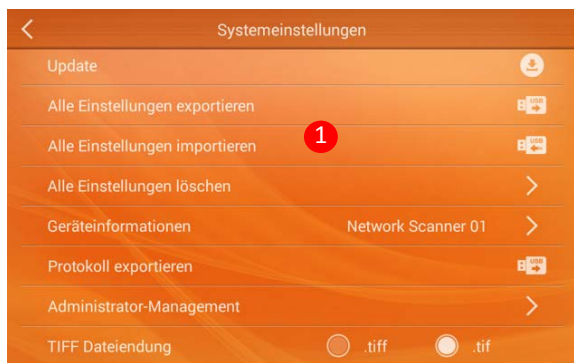 Systemeinstellungen
Update
Alle Einstellungen exportieren USB
1
Alle Einstellungen importieren USB
Alle Einstellungen löschen
Geräteinformationen Network Scanner 01
Protokoll exportieren USB
Administrator-Management
TIFF Dateiendung .tiff .tif